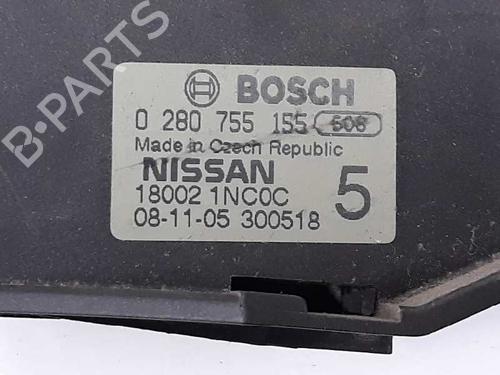 B-PARTS
BOSCH
0 280 755 155 606
Made in Czech Republic
NISSAN
18002 1NC0C
08-11-05 300518 5